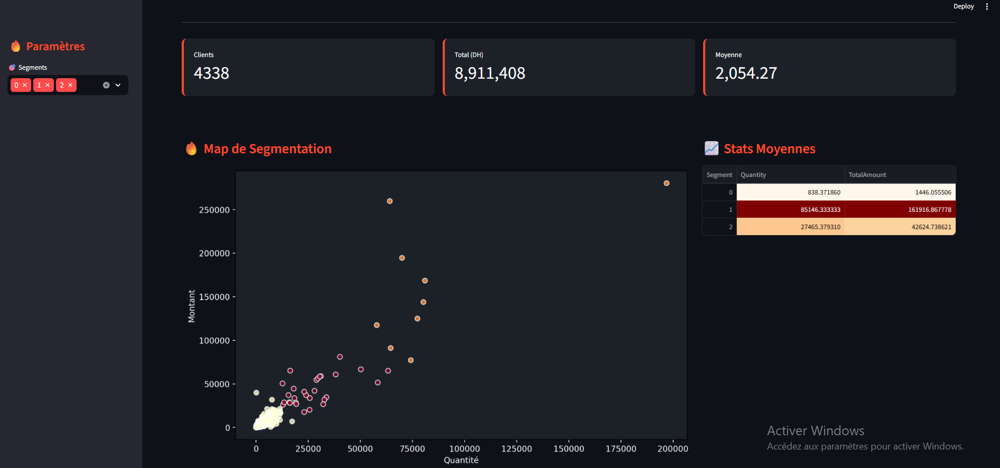 Deploy
Paramètres
Segments
0 × 1 × 2 ×
Clients
4338
Total (DH)
8,911,408
Moyenne
2,054.27
Map de Segmentation
250000
200000
150000
100000
50000
0
Montant
0 25000 50000 75000 100000 125000 150000 175000 200000
Quantité
Stats Moyennes
Segment Quantity TotalAmount
0 838.371860 1446.055506
1 85146.333333 161916.867778
2 27465.379310 42624.738621
Activer Windows
Accédez aux paramètres pour activer Windows.